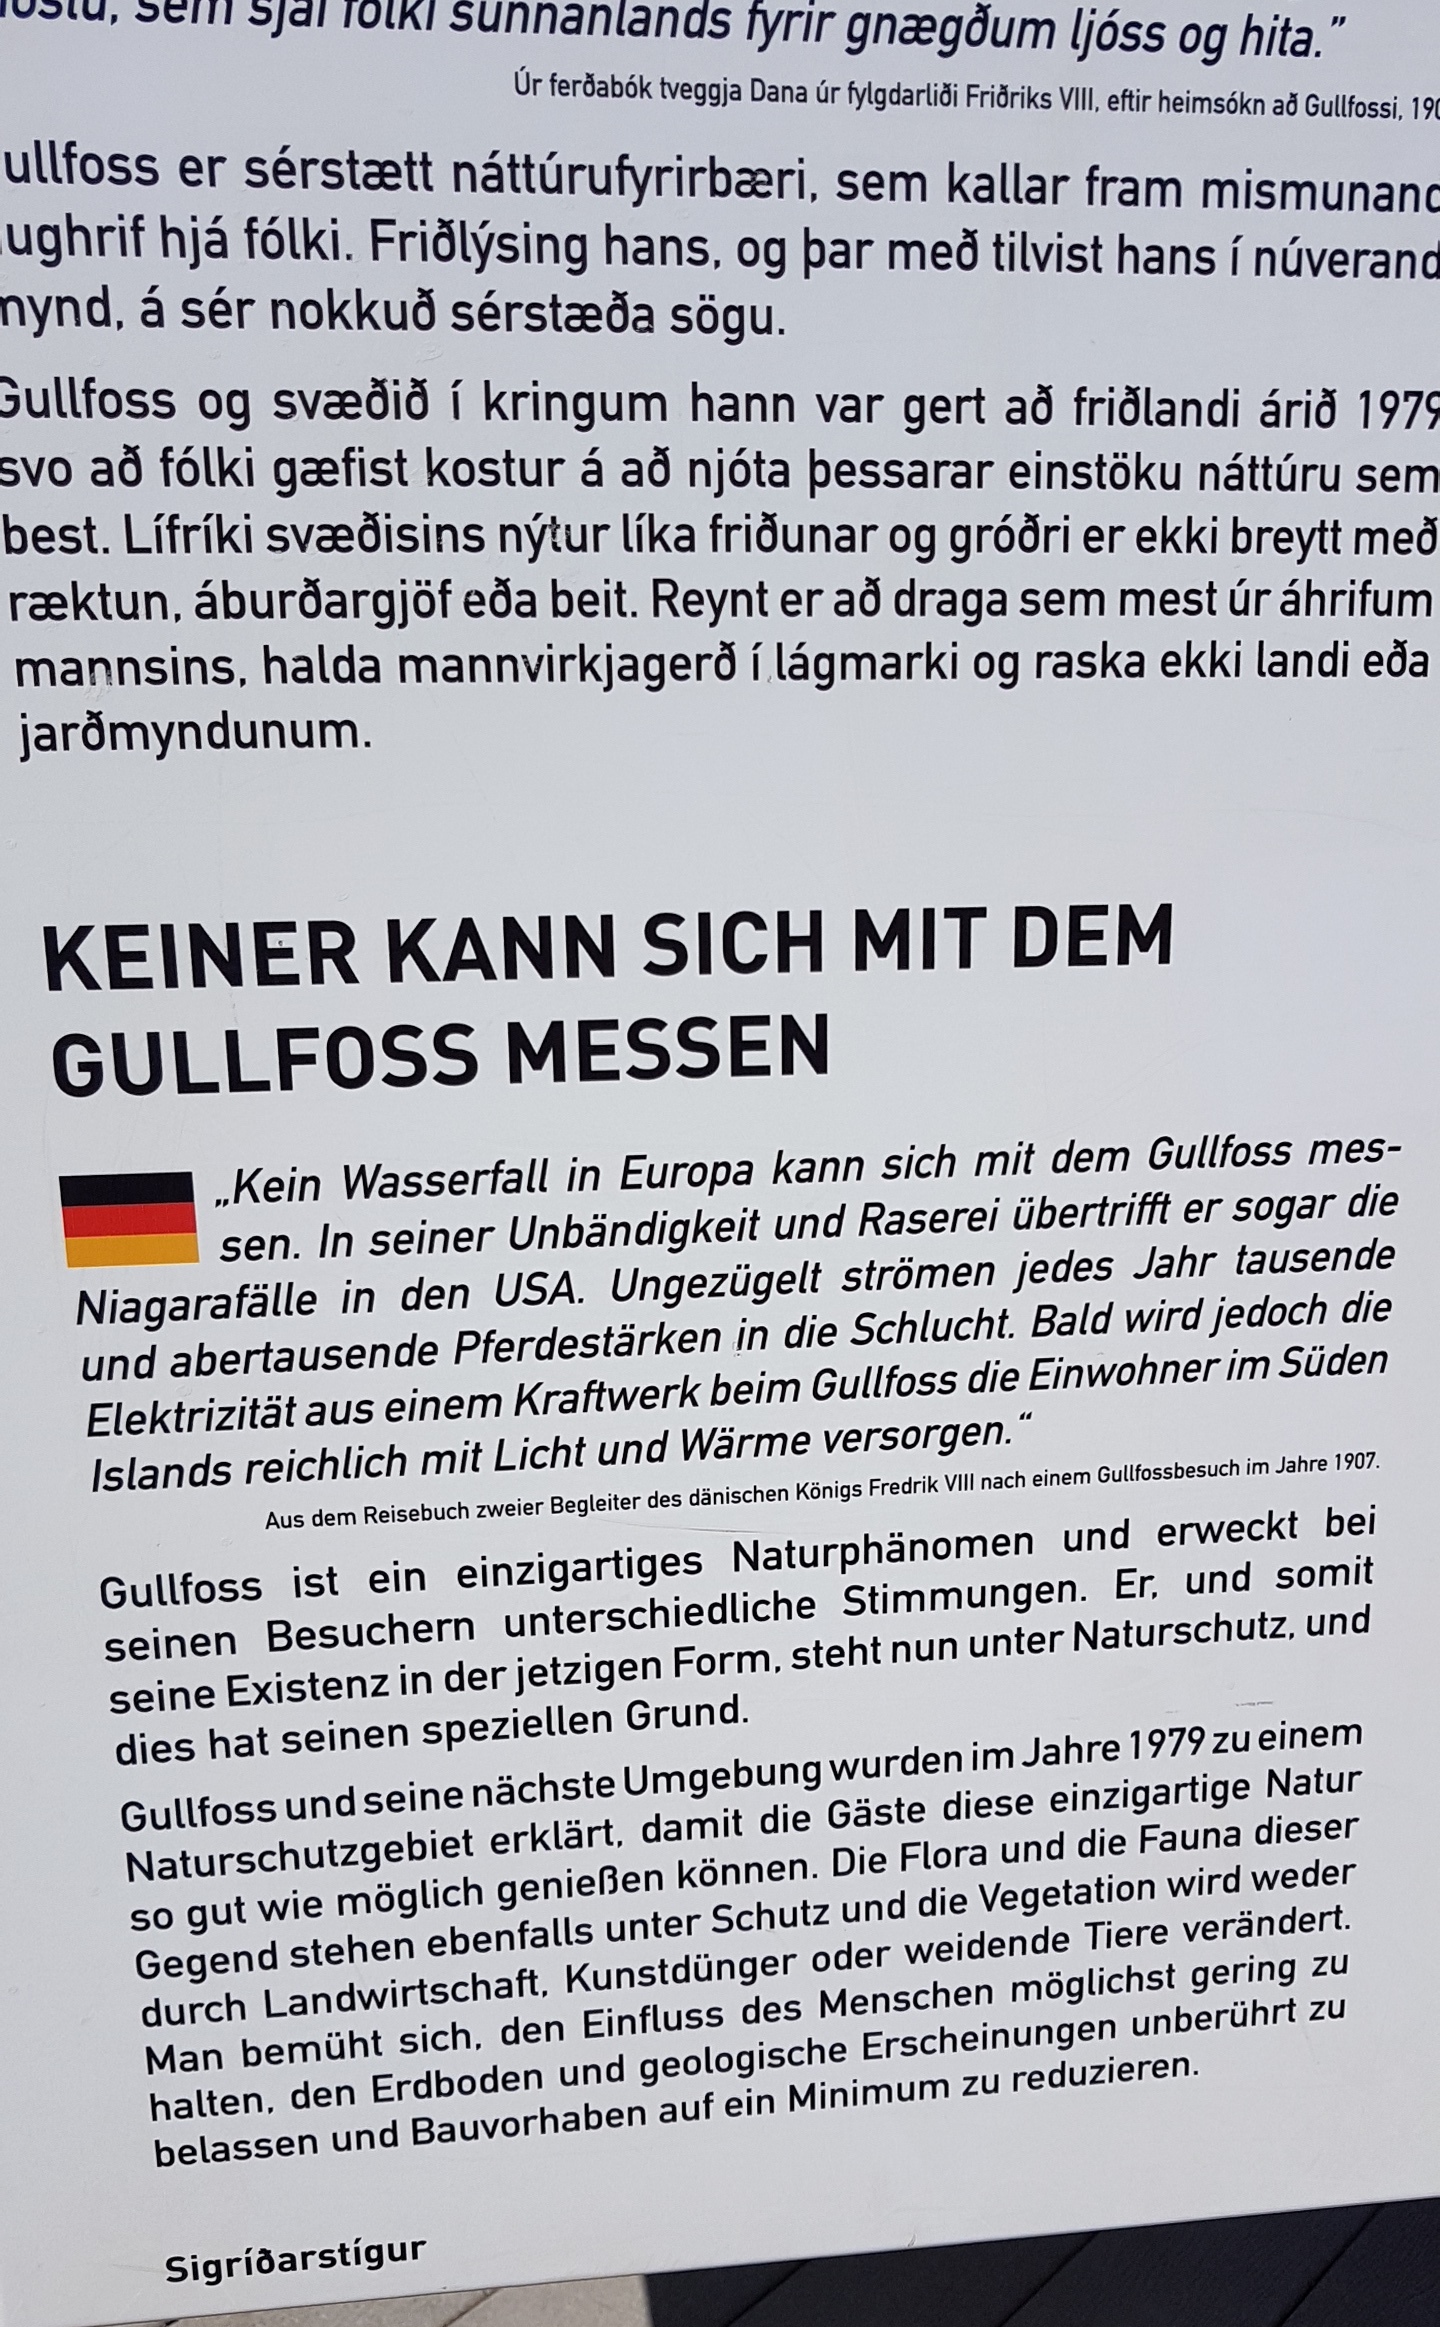 sem sjái fólki sunnanlands fyrir gnægðum ljóss og hita.”
Úr ferðabók tveggja Dana úr fylgdarliði Friðriks VIII, eftir heimsókn að Gullfossi, 190
ullfoss er sérstætt náttúrufyrirbæri, sem kallar fram mismunand
ughrif hjá fólki. Friðlýsing hans, og þar með tilvist hans í núverand
mynd, á sér nokkuð sérstæða sögu.
Gullfoss og svæðið í kringum hann var gert að friðlandi árið 1979
svo að fólki gæfist kostur á að njóta þessarar einstöku náttúru sem
best. Lífríki svæðisins nýtur líka friðunar og gróðri er ekki breytt með
ræktun, áburðargjöf eða beit. Reynt er að draga sem mest úr áhrifum
mannsins, halda mannvirkjagerð í lágmarki og raska ekki landi eða
jarðmyndunum.
KEINER KANN SICH MIT DEM
GULLFOSS MESSEN
„Kein Wasserfall in Europa kann sich mit dem Gullfoss mes-
sen. In seiner Unbändigkeit und Raserei übertrifft er sogar die
Niagarafälle in den USA. Ungezügelt strömen jedes Jahr tausende
und abertausende Pferdestärken in die Schlucht. Bald wird jedoch die
Elektrizität aus einem Kraftwerk beim Gullfoss die Einwohner im Süden
Islands reichlich mit Licht und Wärme versorgen.“
Aus dem Reisebuch zweier Begleiter des dänischen Königs Fredrik VIII nach einem Gullfossbesuch im Jahre 1907.
Gullfoss ist ein einzigartiges Naturphänomen und erweckt bei
seinen Besuchern unterschiedliche Stimmungen. Er, und somit
seine Existenz in der jetzigen Form, steht nun unter Naturschutz, und
dies hat seinen speziellen Grund.
Gullfoss und seine nächste Umgebung wurden im Jahre 1979 zu einem
Naturschutzgebiet erklärt, damit die Gäste diese einzigartige Natur
so gut wie möglich genießen können. Die Flora und die Fauna dieser
Gegend stehen ebenfalls unter Schutz und die Vegetation wird weder
durch Landwirtschaft, Kunstdünger oder weidende Tiere verändert.
Man bemüht sich, den Einfluss des Menschen möglichst gering zu
halten, den Erdboden und geologische Erscheinungen unberührt zu
belassen und Bauvorhaben auf ein Minimum zu reduzieren.
Sigríðarstígur